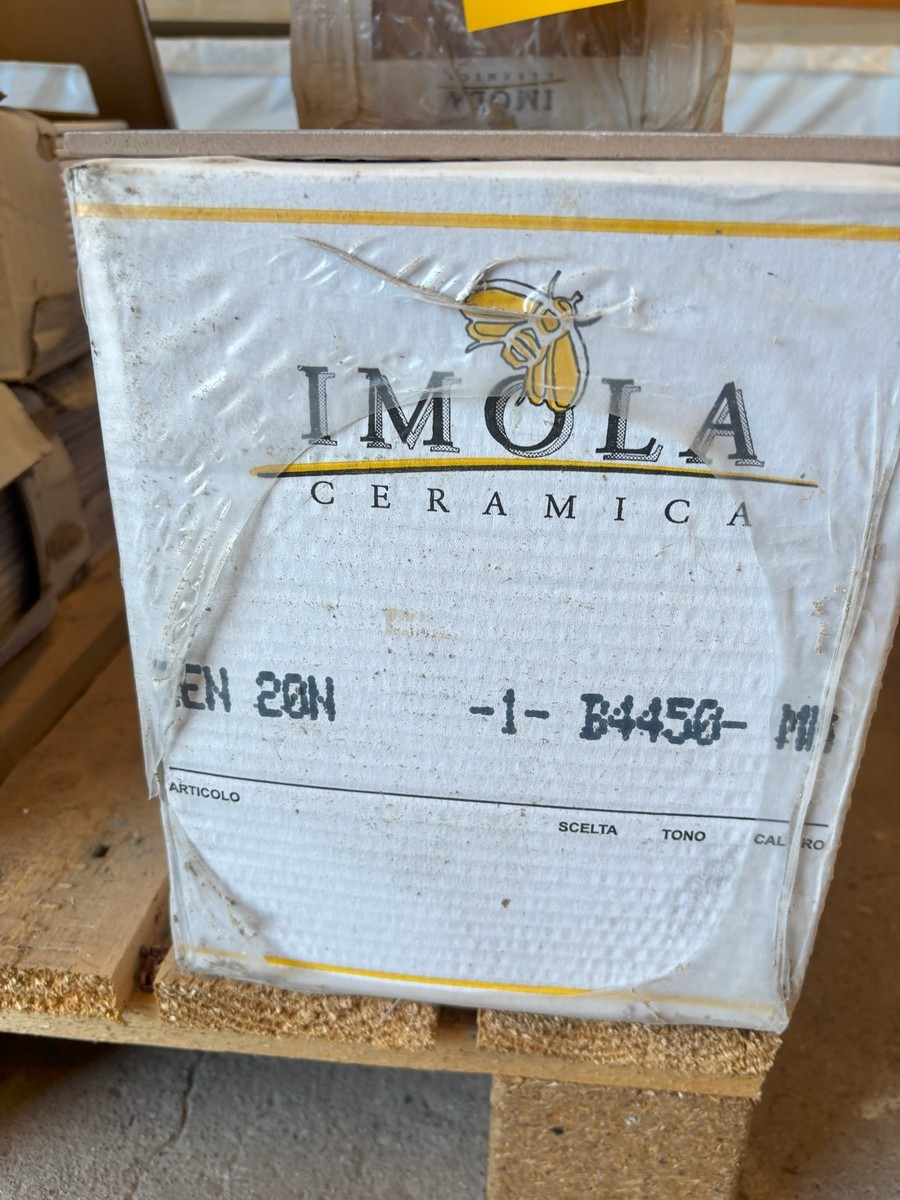 IMOLA
CERAMICA
EN 20N -1- B4450-
ARTICOLO
SCELTA TONO